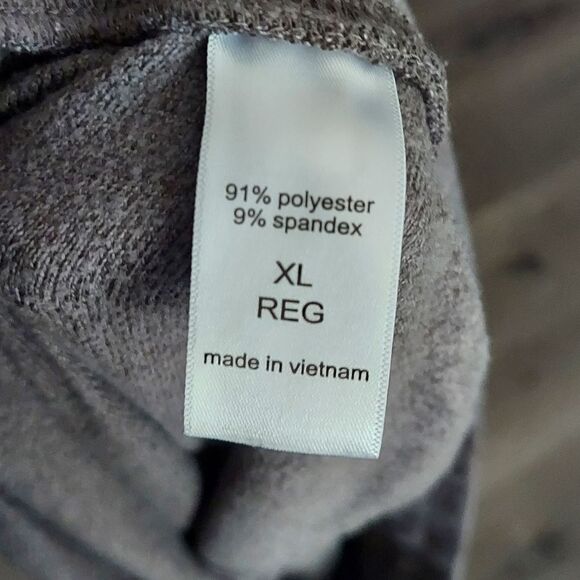 91% polyester
9% spandex
XL
REG
made in vietnam